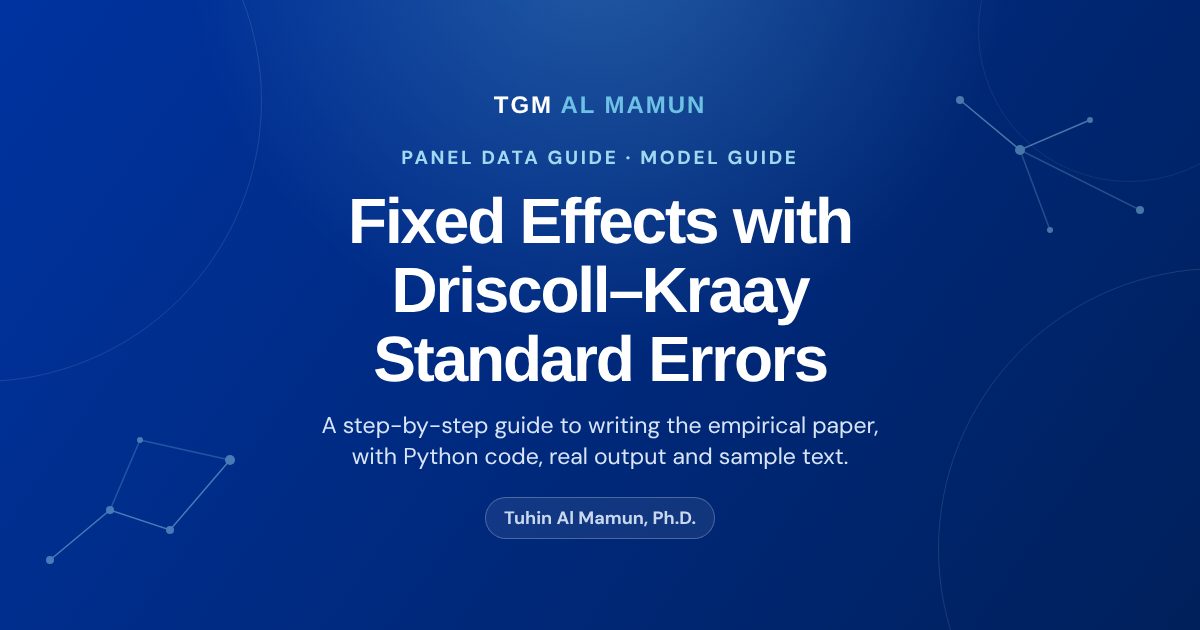 TGM AL MAMUN
PANEL DATA GUIDE · MODEL GUIDE
Fixed Effects with
Driscoll–Kraay
Standard Errors
A step-by-step guide to writing the empirical paper,
with Python code, real output and sample text.
Tuhin Al Mamun, Ph.D.